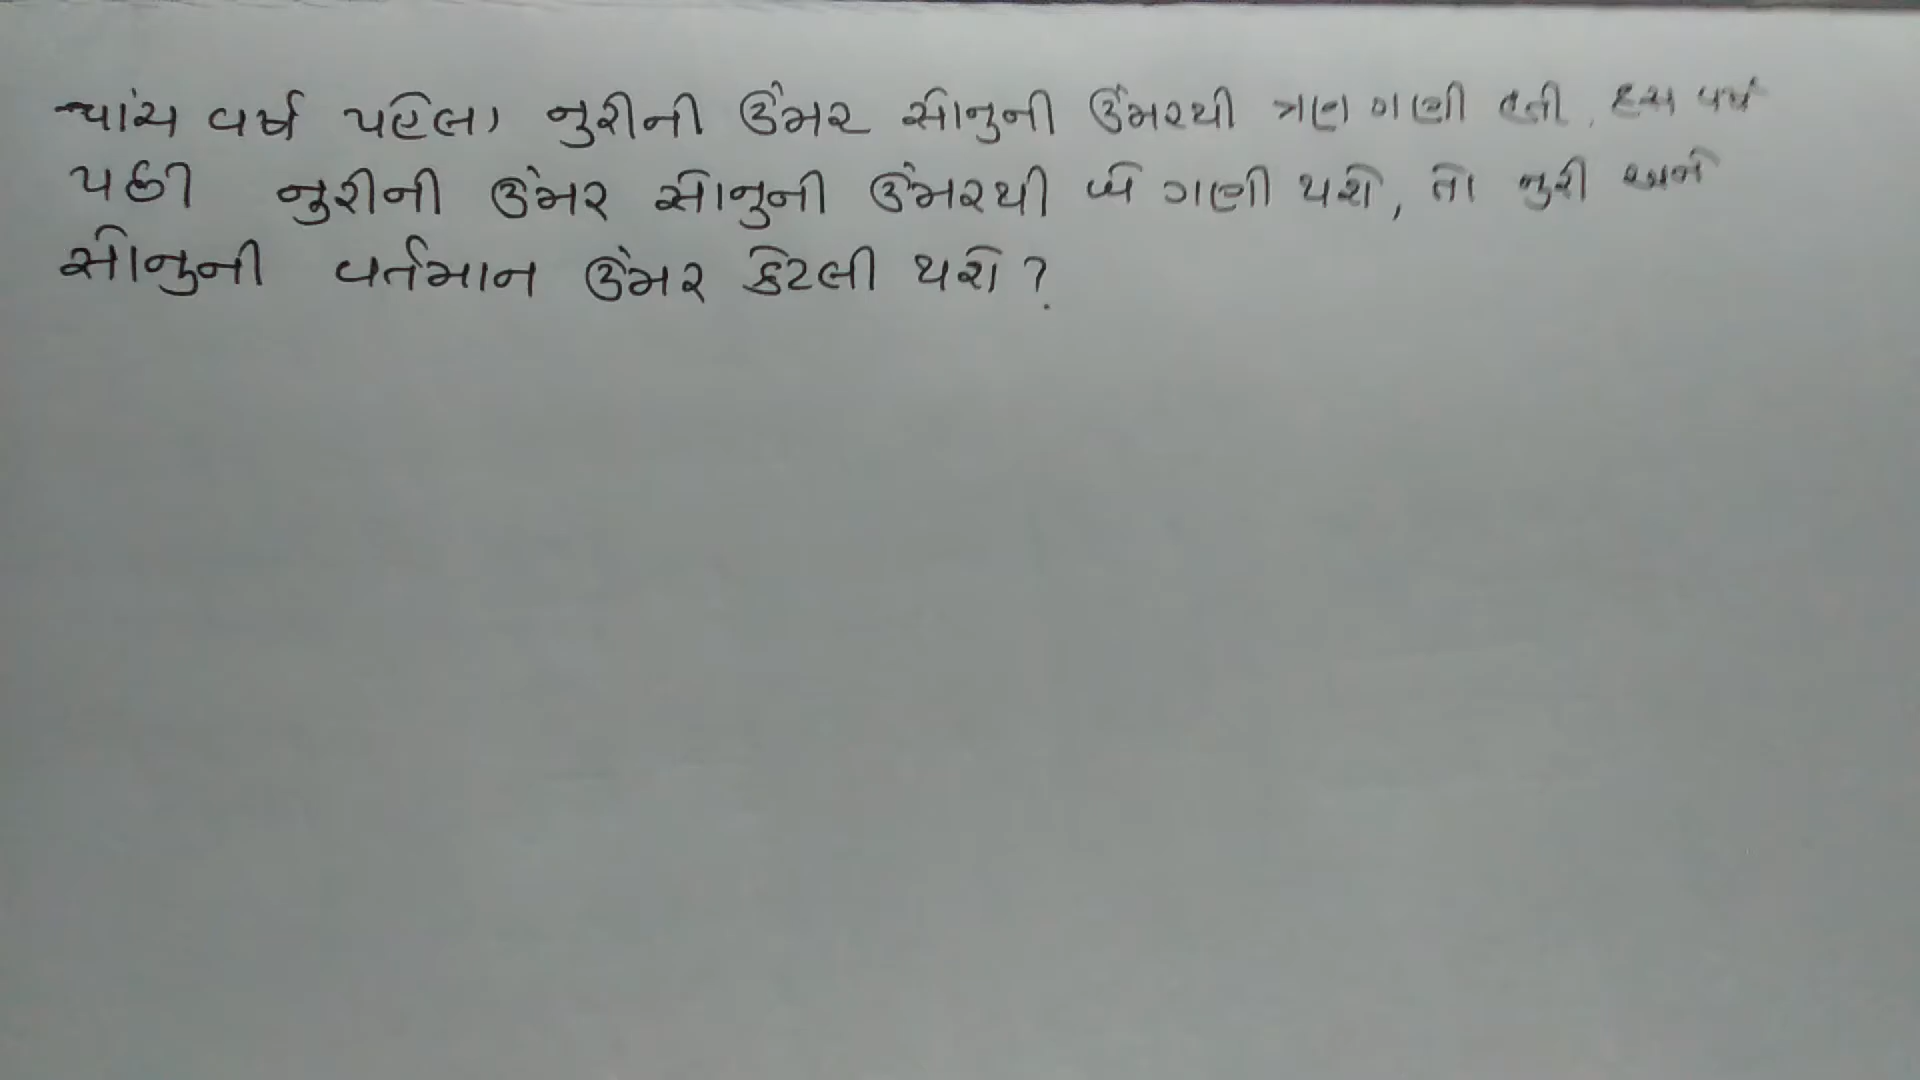 પાંચ વર્ષ પહેલા નુરીની ઉંમર સોનુની ઉંમરથી ત્રણ ગણી હતી. દસ વર્ષ
પછી નુરીની ઉંમર સોનુની ઉંમરથી બે ગણી થશે, તો નુરી અને
સોનુની વર્તમાન ઉંમર કેટલી થશે?